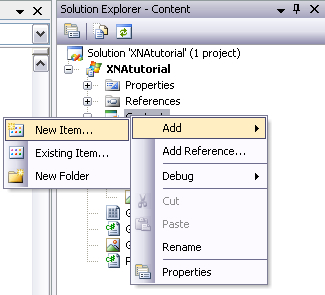 Solution Explorer - Content
Solution 'XNAtutorial' (1 project)
XNAtutorial
Properties
References
New Item...
Existing Item...
New Folder
Add
Add Reference...
Debug
Cut
Paste
Rename
Properties